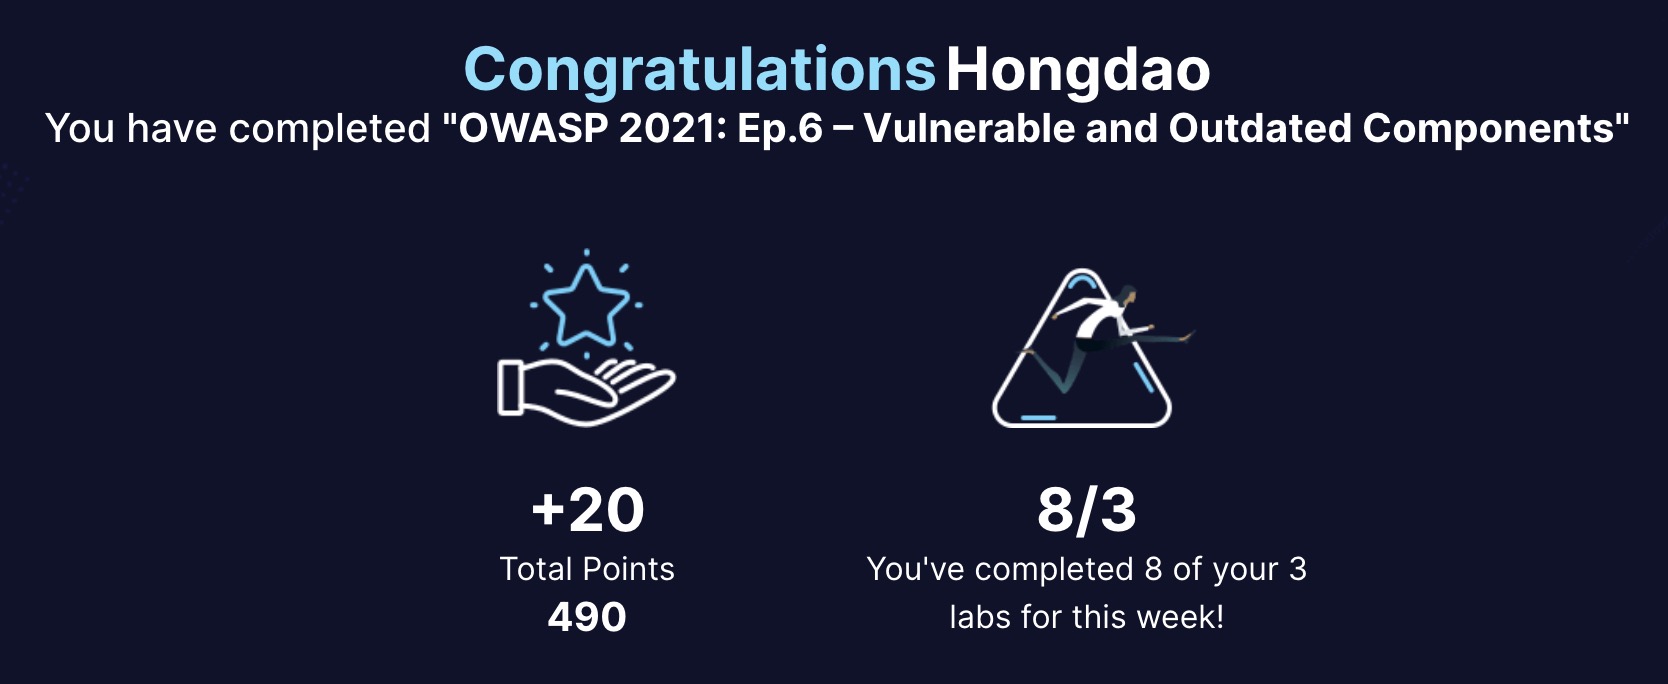 Congratulations Hongdao
You have completed "OWASP 2021: Ep.6 – Vulnerable and Outdated Components"
+20
Total Points
490
8/3
You've completed 8 of your 3
labs for this week!